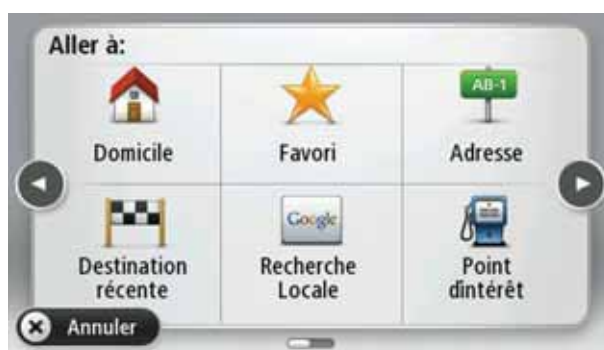 Aller à:
AB-1
Domicile
Favori
Adresse
Google
Destination
récente
Recherche
Locale
Point
dintérêt
Annuler